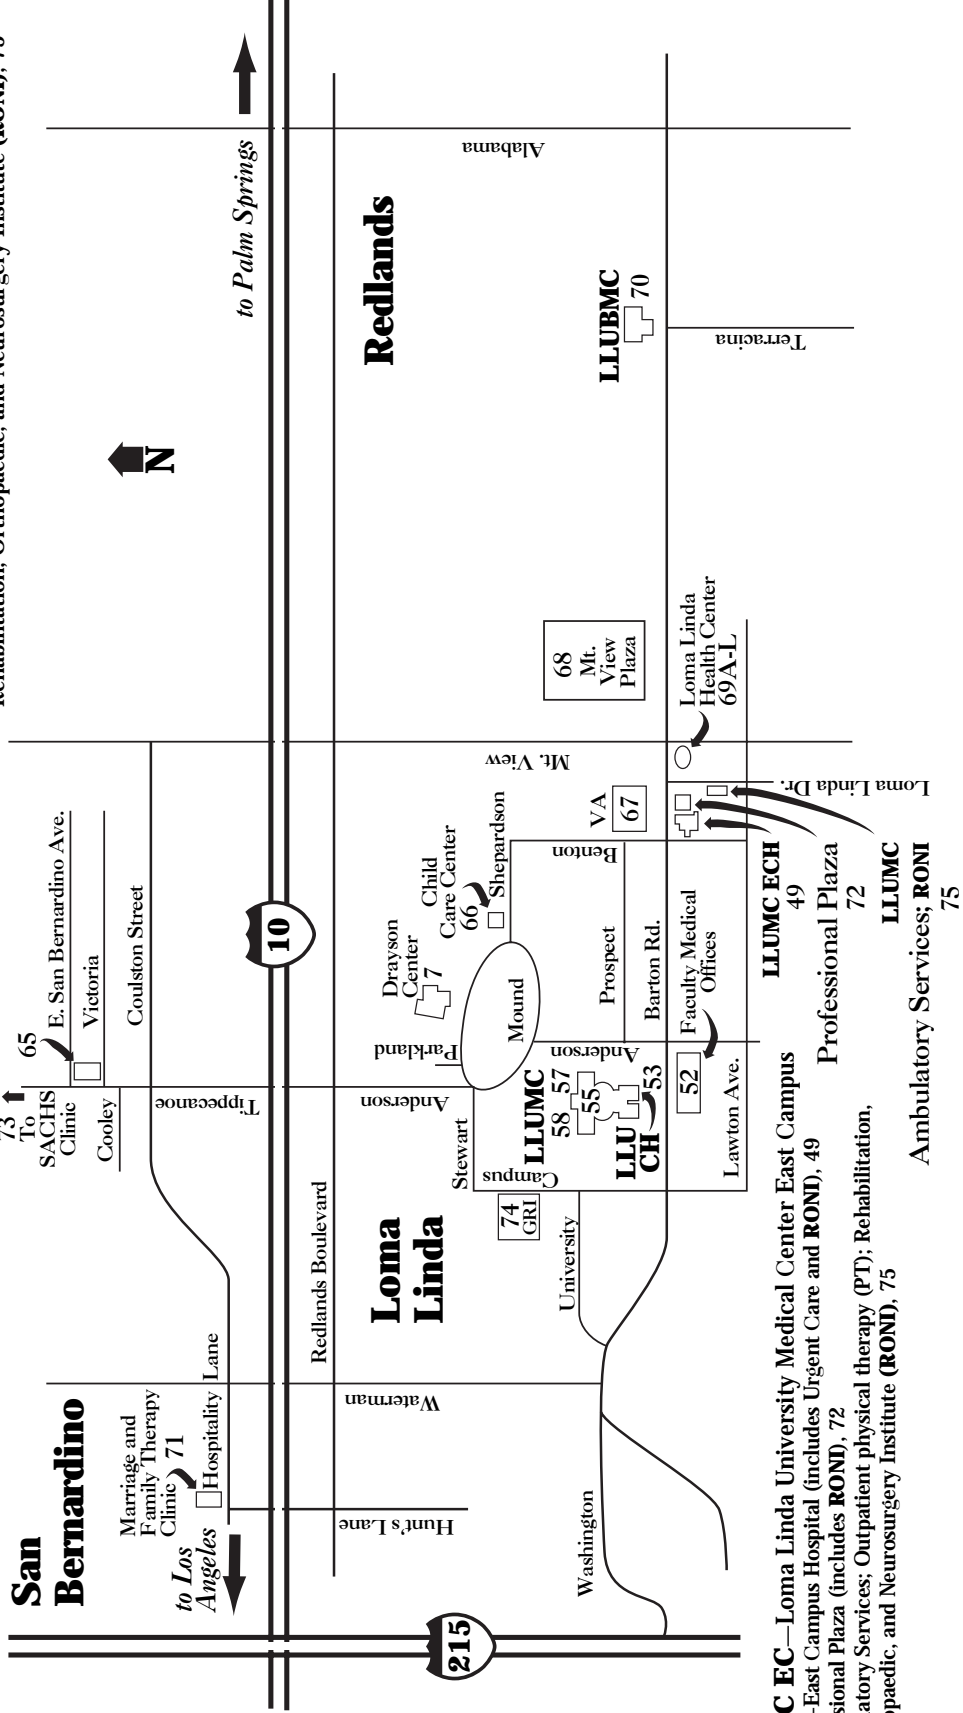 Rehabilitation, Orthopaedic, and Neurosurgery Institute (RONI), 75
San
Bernardino
73
To
SACHS
Clinic
65
E. San Bernardino Ave.
Victoria
Cooley
Coulston Street
Tippecanoe
Marriage and
Family Therapy
Clinic 71
Hospitality Lane
to Los
Angeles
Hunt's Lane
Waterman
N
to Palm Springs
215
10
Redlands Boulevard
Loma
Linda
Redlands
Alabama
Anderson
Parkland
Drayson
Center
7
Child
Care Center
66
Shepardson
Mt. View
Stewart
Mound
Campus
74
GRI
LLUMC
58 57
55
LLU
CH
53
Anderson
Benton
VA
67
68
Mt.
View
Plaza
LLUBMC
70
Terracina
University
Washington
Prospect
Barton Rd.
52
Faculty Medical
Offices
Lawton Ave.
Loma Linda
Health Center
69A-L
Loma Linda Dr.
LLUMC ECH
49
Professional Plaza
72
LLUMC
Ambulatory Services; RONI
75
C EC—Loma Linda University Medical Center East Campus
-East Campus Hospital (includes Urgent Care and RONI), 49
sional Plaza (includes RONI), 72
atory Services; Outpatient physical therapy (PT); Rehabilitation,
opaedic, and Neurosurgery Institute (RONI), 75